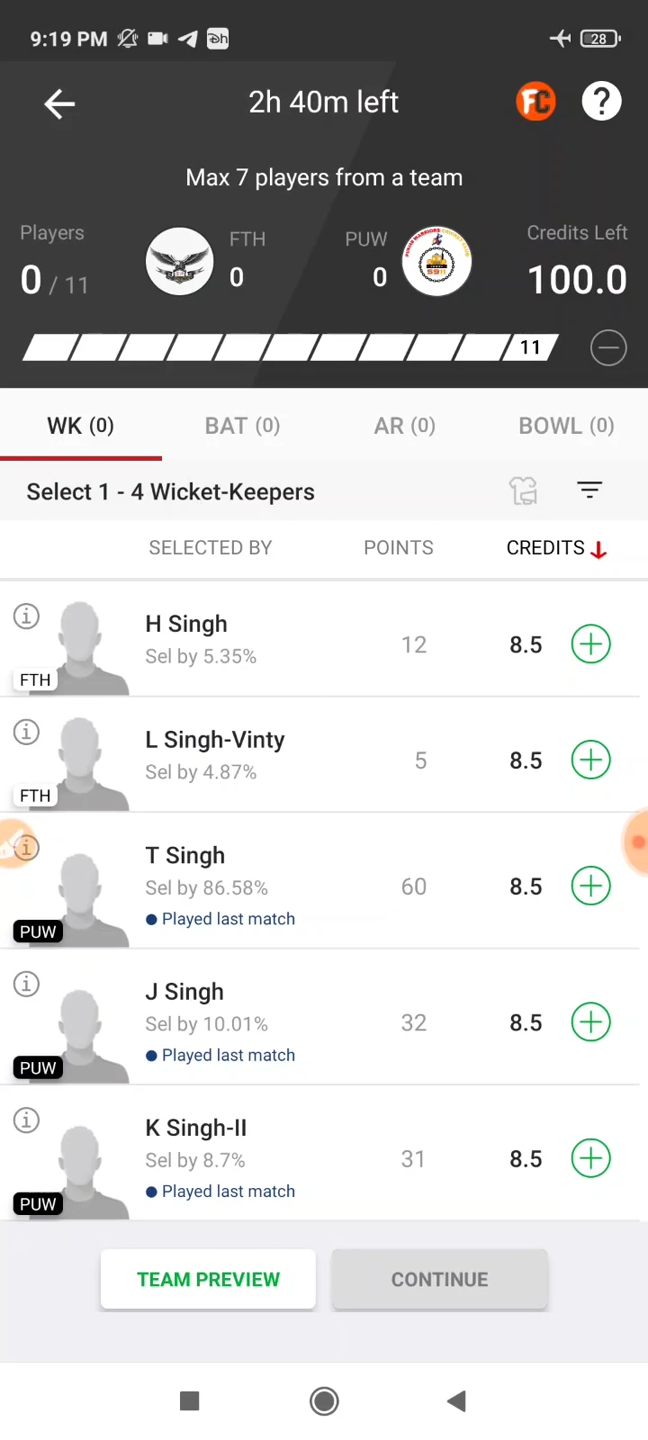 9:19 PM
28
2h 40m left
FC
?
Max 7 players from a team
Players
FTH
PUW
Credits Left
0 / 11
0
0
100.0
11
WK (0)
BAT (0)
AR (0)
BOWL (0)
Select 1 - 4 Wicket-Keepers
SELECTED BY
POINTS
CREDITS
H Singh
Sel by 5.35%
12
8.5
FTH
L Singh-Vinty
Sel by 4.87%
5
8.5
FTH
T Singh
Sel by 86.58%
60
8.5
Played last match
PUW
J Singh
Sel by 10.01%
32
8.5
Played last match
PUW
K Singh-II
Sel by 8.7%
31
8.5
Played last match
PUW
TEAM PREVIEW
CONTINUE